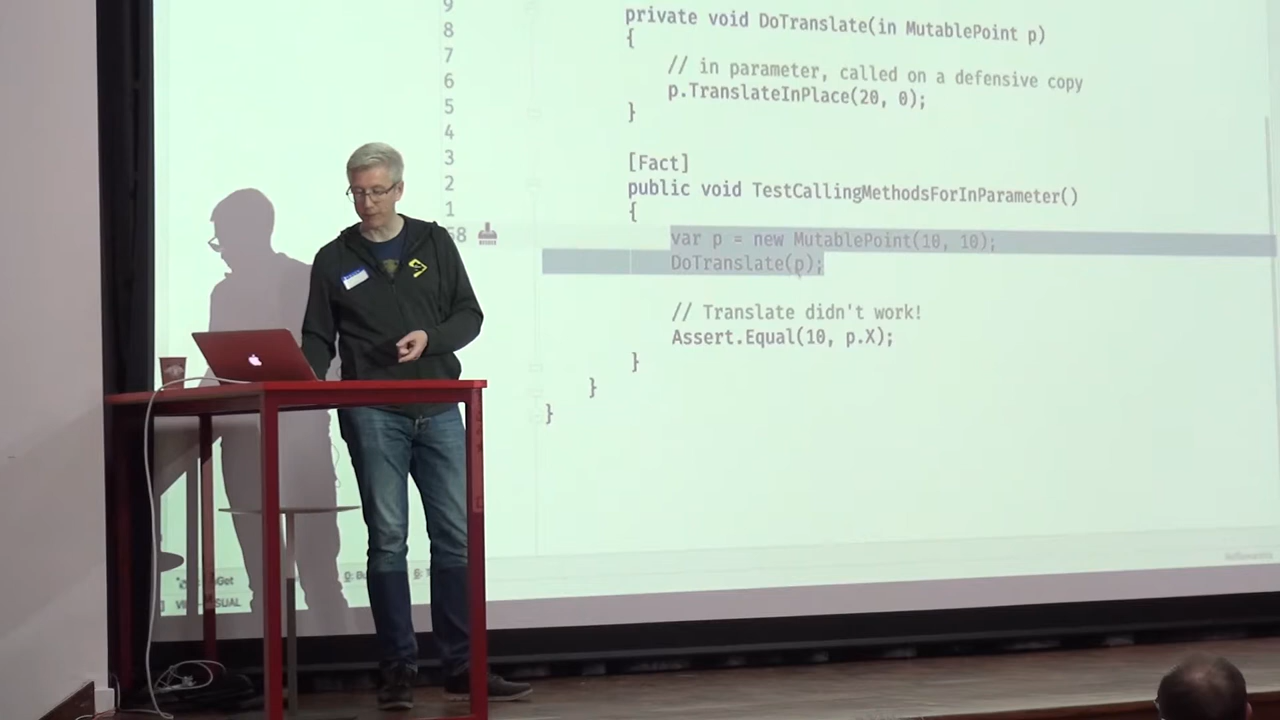 9
private void DoTranslate(in MutablePoint p)
8
{
7
// in parameter, called on a defensive copy
6
p.TranslateInPlace(20, 0);
5
}
4
3
[Fact]
2
public void TestCallingMethodsForInParameter()
1
{
58
var p = new MutablePoint(10, 10);
DoTranslate(p);
// Translate didn't work!
Assert.Equal(10, p.X);
}
}
}